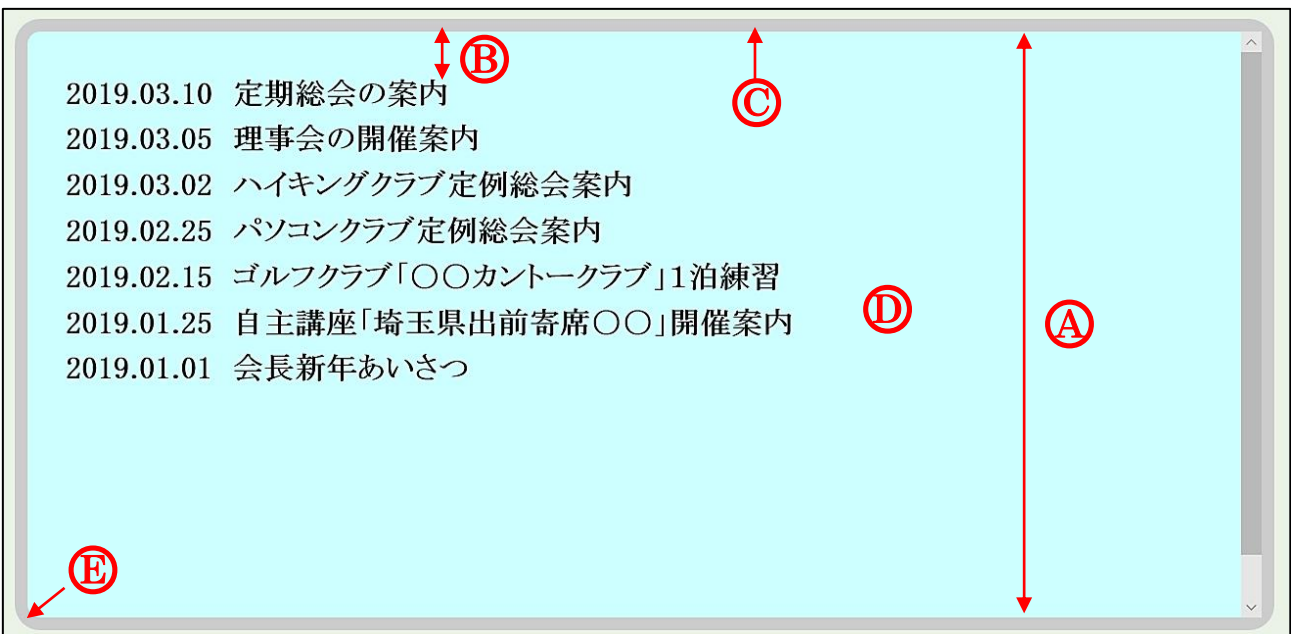 Ⓑ
Ⓒ
2019.03.10 定期総会の案内
2019.03.05 理事会の開催案内
2019.03.02 ハイキングクラブ定例総会案内
2019.02.25 パソコンクラブ定例総会案内
2019.02.15 ゴルフクラブ「〇〇カントークラブ」1泊練習
Ⓓ
2019.01.25 自主講座「埼玉県出前寄席〇〇」開催案内
Ⓐ
2019.01.01 会長新年あいさつ
Ⓔ